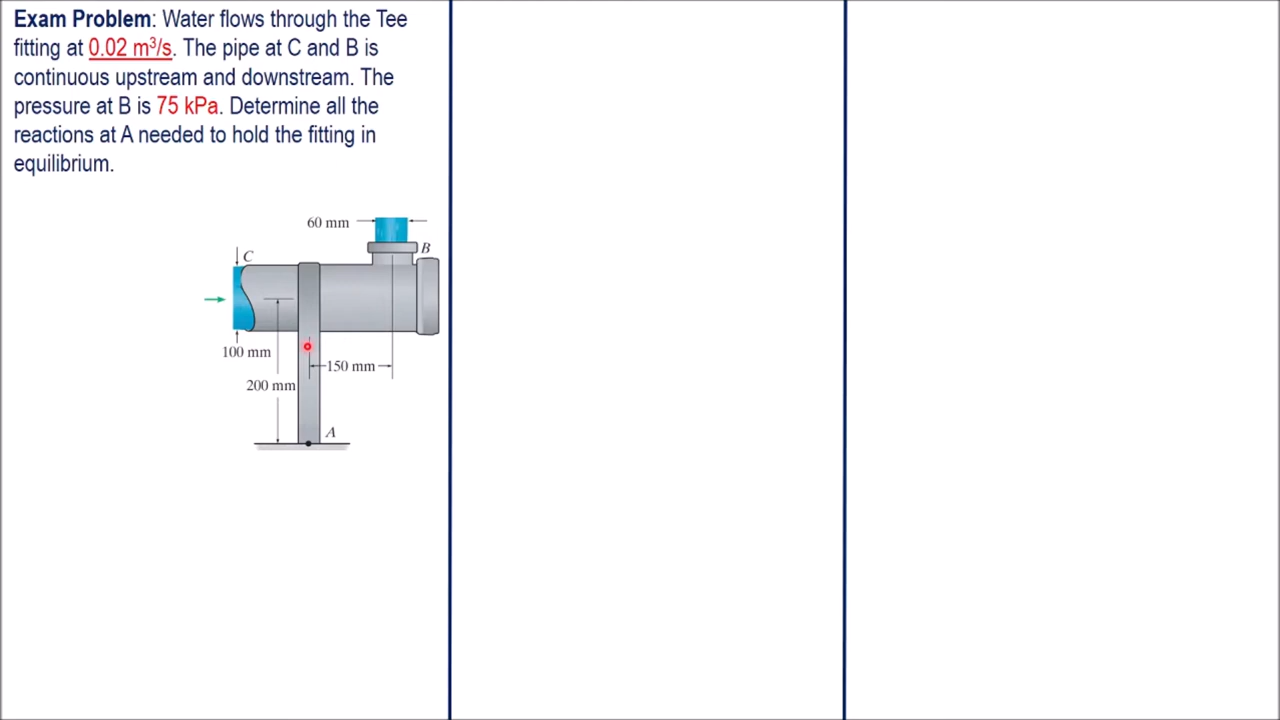 Exam Problem: Water flows through the Tee
fitting at 0.02 m³/s. The pipe at C and B is
continuous upstream and downstream. The
pressure at B is 75 kPa. Determine all the
reactions at A needed to hold the fitting in
equilibrium.
60 mm
B
C
100 mm
150 mm
200 mm
A